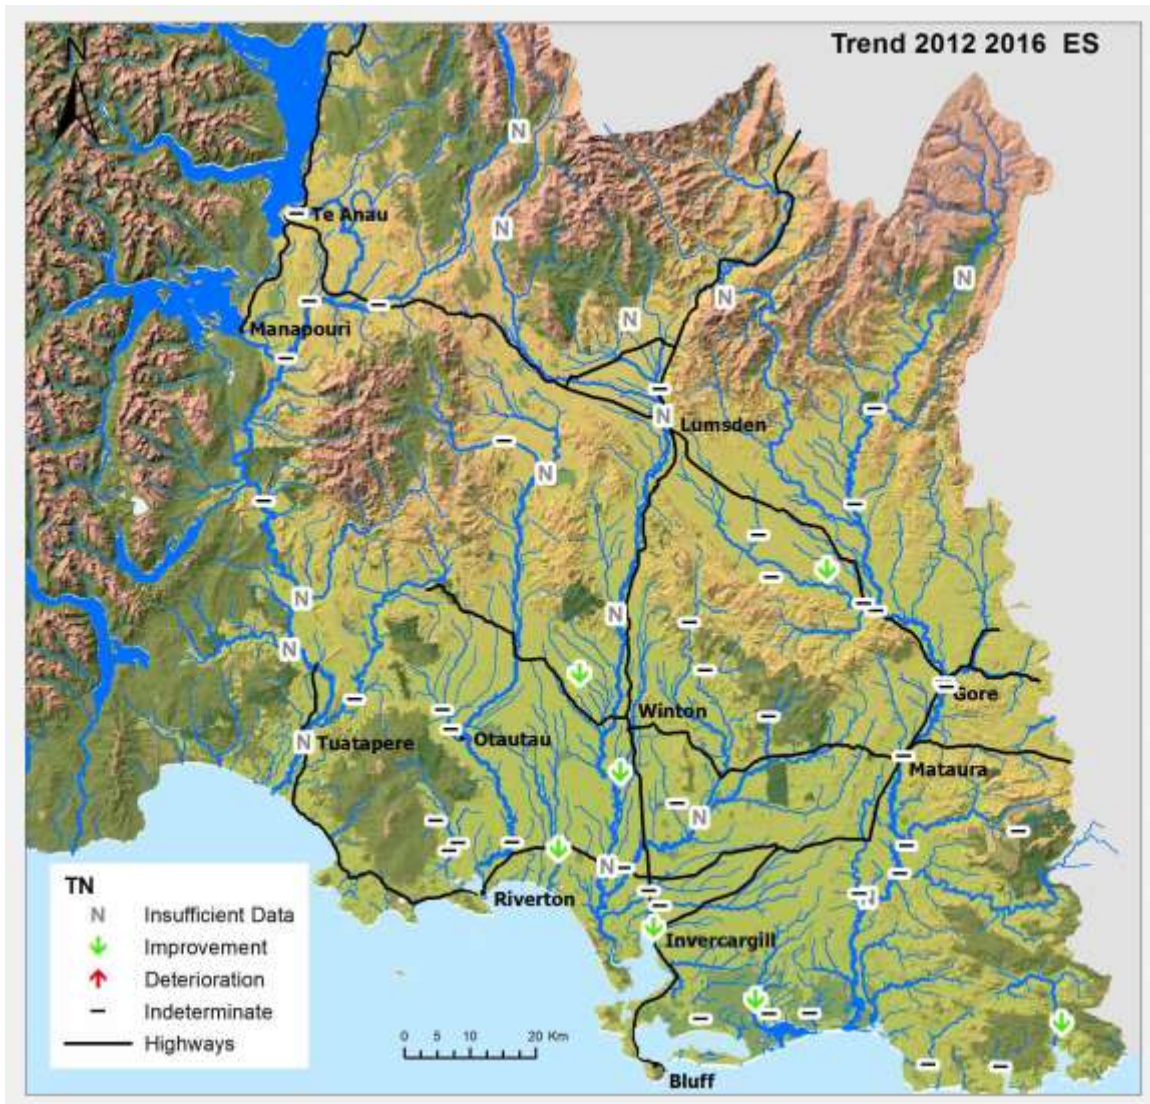 Trend 2012 2016 ES
N
N
Te Anau
N
N
N
N
Manapouri
N
Lumsden
N
N
N
N
Gore
Winton
N
Tuatapere
Otautau
Mataura
N
N
Riverton
Invercargill
TN
N Insufficient Data
Improvement
Deterioration
Indeterminate
Highways
0 5 10 20 Km
Bluff